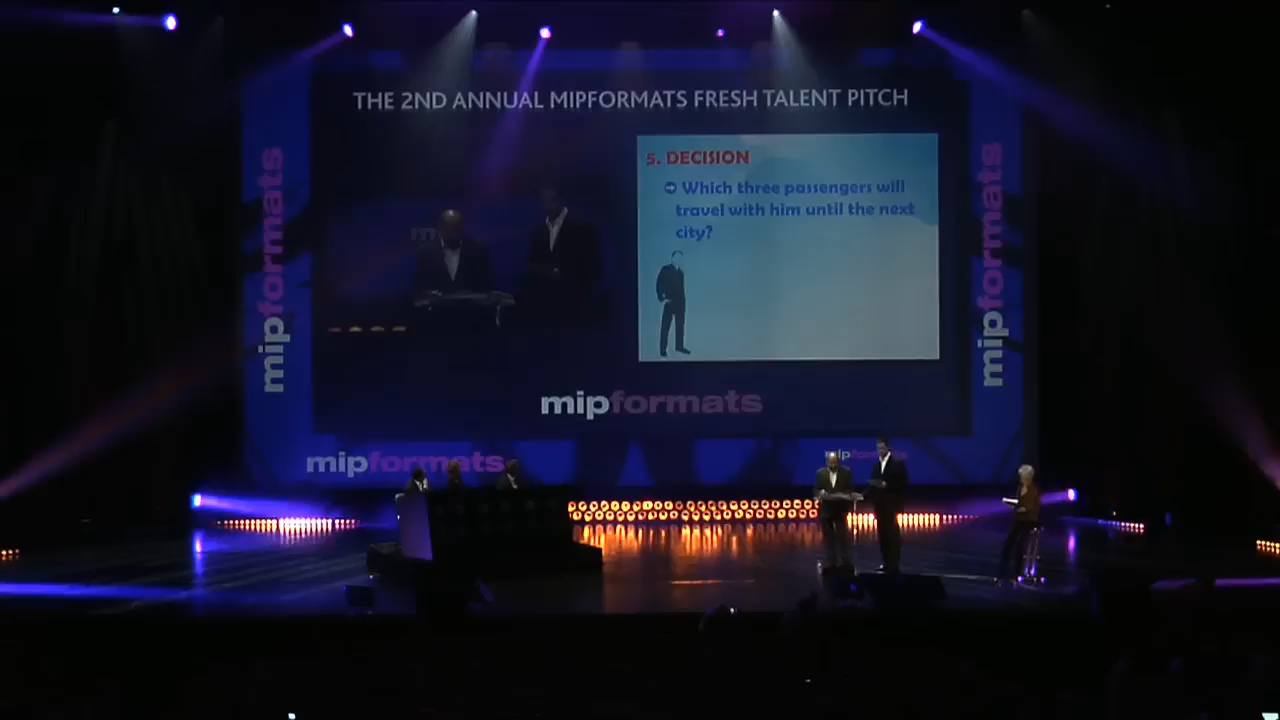 THE 2ND ANNUAL MIPFORMATS FRESH TALENT PITCH
5. DECISION
Which three passengers will
travel with him until the next
city?
mipformats
mipformats
mipformats
mipformats
mipformats